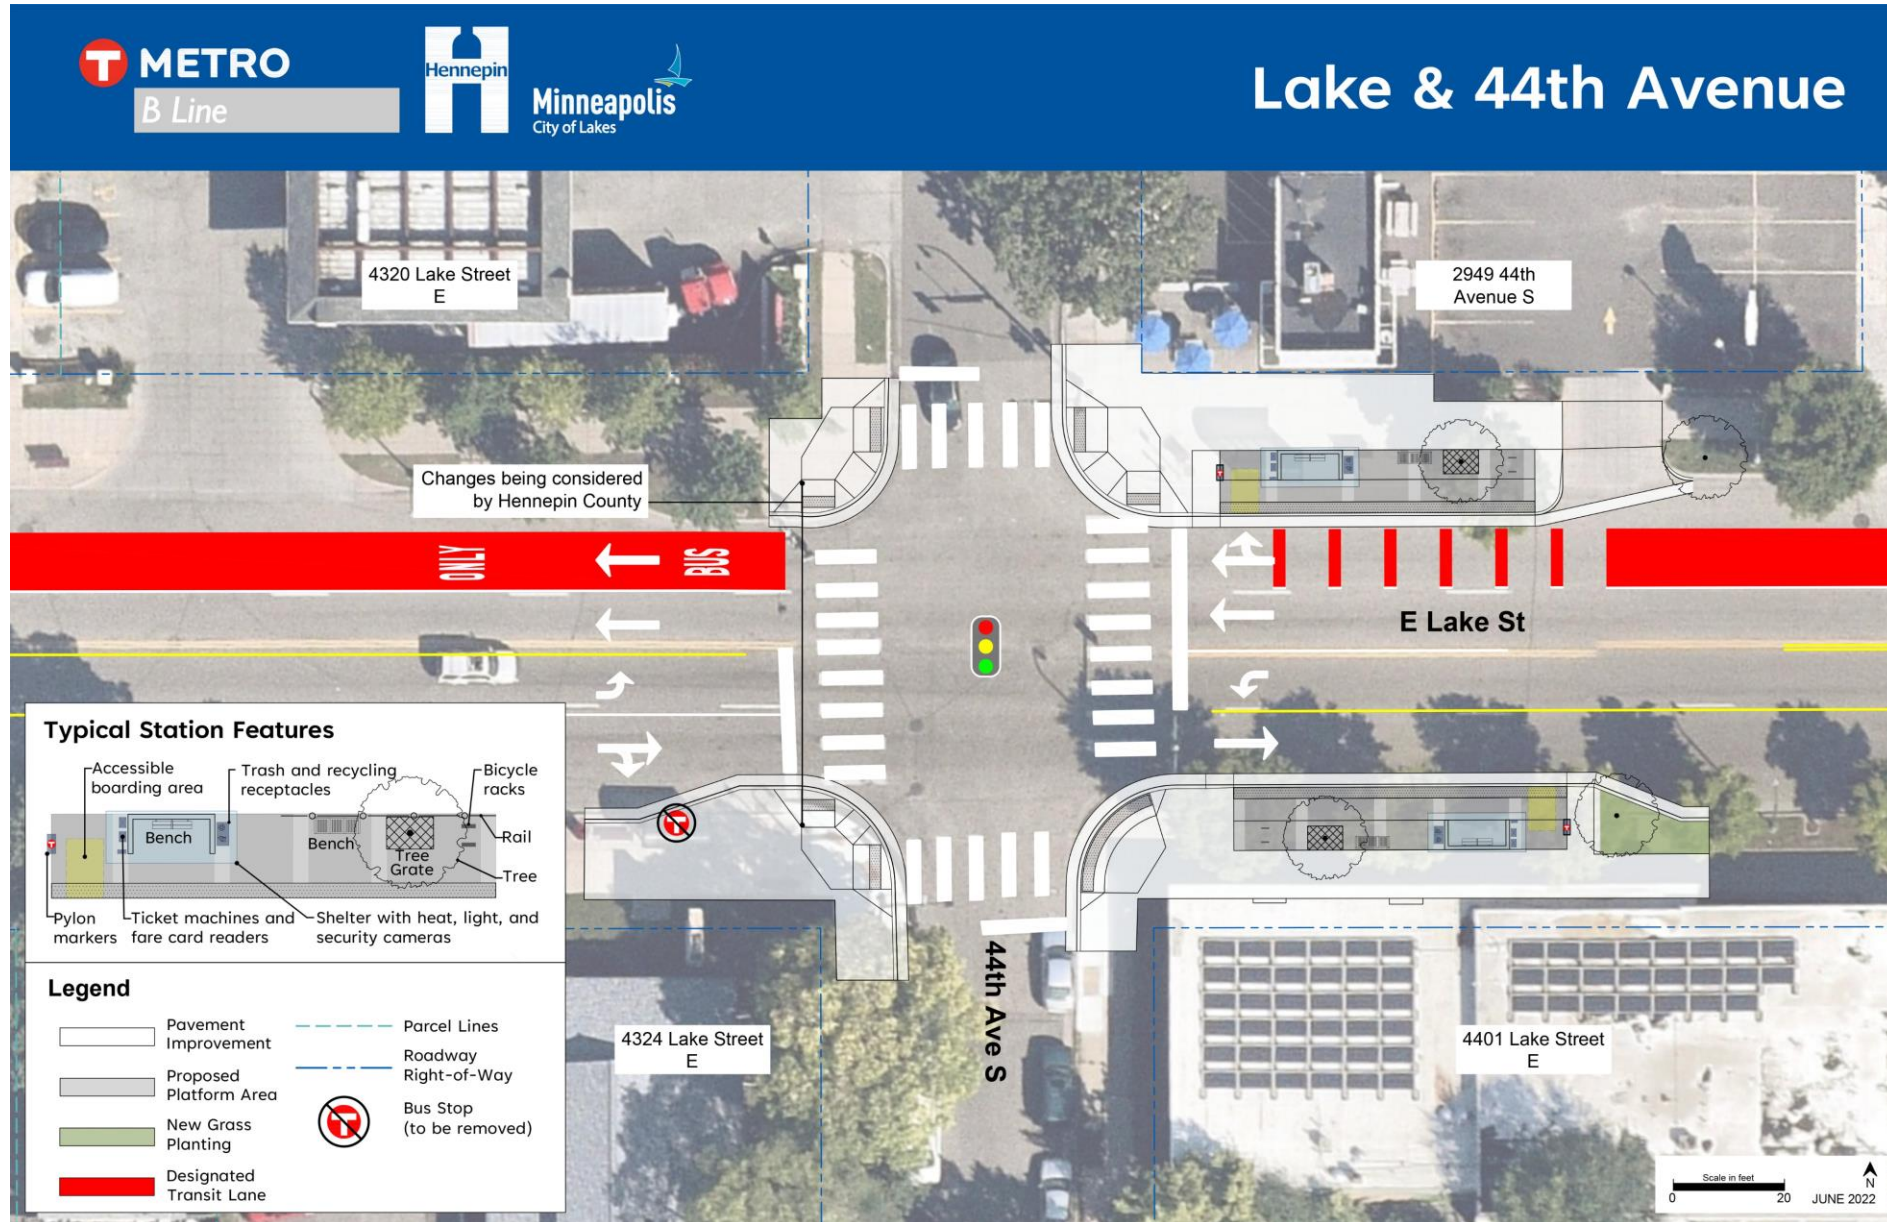 T METRO
B Line
Hennepin
Minneapolis
City of Lakes
Lake & 44th Avenue
4320 Lake Street
E
2949 44th
Avenue S
Changes being considered
by Hennepin County
ONLY
BUS
E Lake St
Typical Station Features
Accessible
boarding area
Trash and recycling
receptacles
Bicycle
racks
Bench
Bench
Tree
Grate
Rail
Tree
Pylon
markers
Ticket machines and
fare card readers
Shelter with heat, light, and
security cameras
Legend
Pavement
Improvement
Proposed
Platform Area
New Grass
Planting
Designated
Transit Lane
Parcel Lines
Roadway
Right-of-Way
Bus Stop
(to be removed)
44th Ave S
4324 Lake Street
E
4401 Lake Street
E
Scale in feet
0
20
N
JUNE 2022